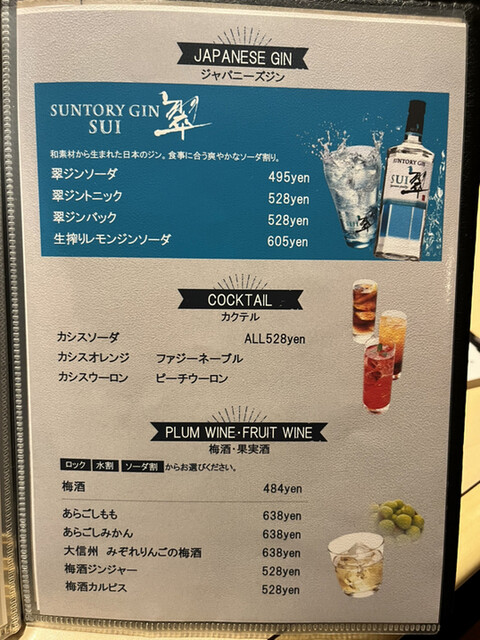 JAPANESE GIN
ジャパニーズジン
SUNTORY GIN 翠
SUI
和素材から生まれた日本のジン。食事に合う爽やかなソーダ割り。
翠ジンソーダ 495yen
翠ジントニック 528yen
翠ジンバック 528yen
生搾りレモンジンソーダ 605yen
SUNTORY GIN
SUI 翠
COCKTAIL
カクテル
カシスソーダ ALL528yen
カシスオレンジ ファジーネーブル
カシスウーロン ピーチウーロン
PLUM WINE・FRUIT WINE
梅酒・果実酒
ロック 水割 ソーダ割 からお選びください。
梅酒 484yen
あらごしもも 638yen
あらごしみかん 638yen
大信州 みぞれりんごの梅酒 638yen
梅酒ジンジャー 528yen
梅酒カルピス 528yen